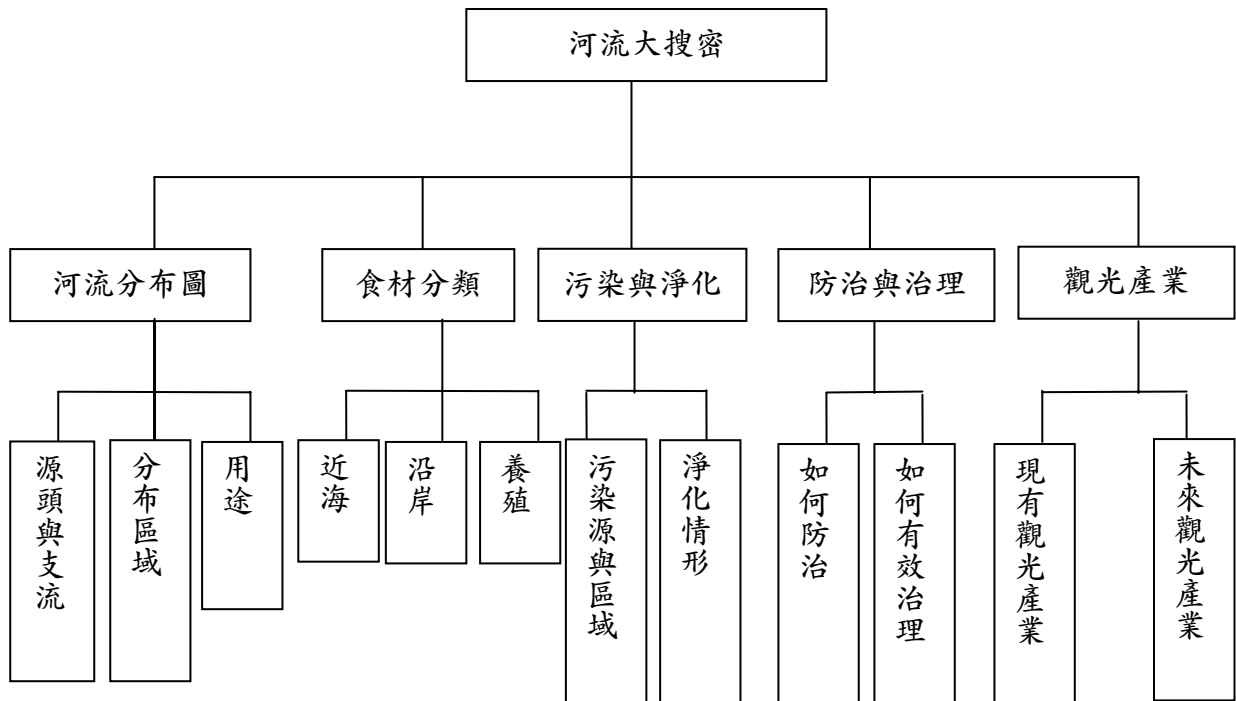 河流大搜密
河流分布圖
食材分類
污染與淨化
防治與治理
觀光產業
源頭與支流
分布區域
用途
近海
沿岸
養殖
污染源與區域
淨化情形
如何防治
如何有效治理
現有觀光產業
未來觀光產業